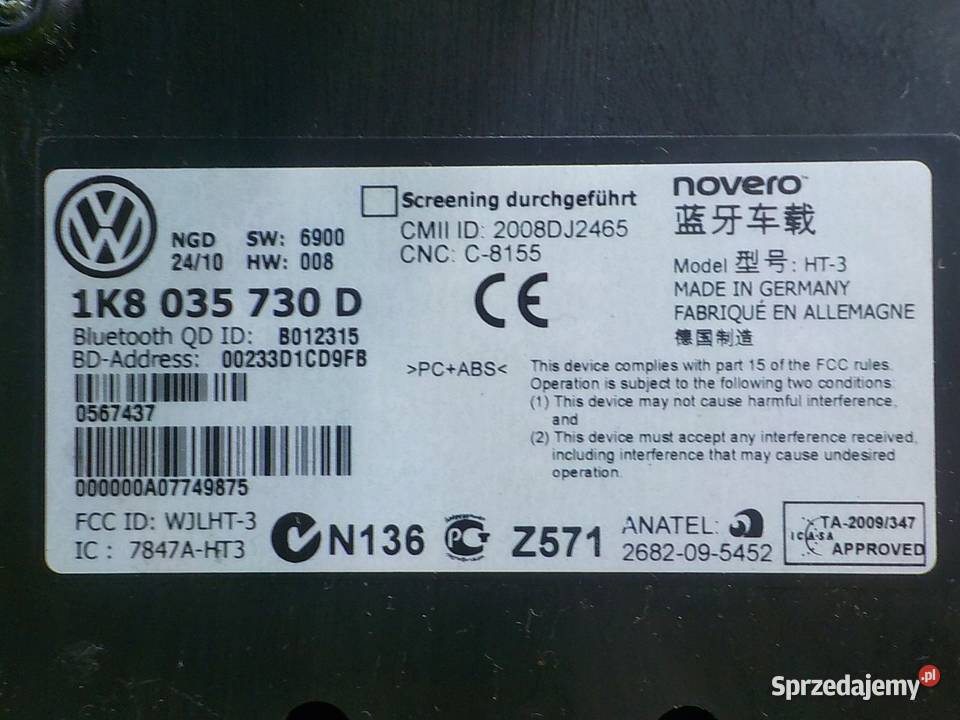 NGD SW: 6900
24/10 HW: 008
1K8 035 730 D
Bluetooth QD ID: B012315
BD-Address: 00233D1CD9FB
0567437
000000A07749875
FCC ID: WJLHT-3
IC : 7847A-HT3
Screening durchgeführt
CMII ID: 2008DJ2465
CNC: C-8155
CE
>PC+ABS<
novero
蓝牙车载
Model 型号: HT-3
MADE IN GERMANY
FABRIQUÉ EN ALLEMAGNE
德国制造
This device complies with part 15 of the FCC rules.
Operation is subject to the following two conditions:
(1) This device may not cause harmful interference,
and
(2) This device must accept any interference received,
including interference that may cause undesired
operation.
N136
Z571
ANATEL:
2682-09-5452
TA-2009/347
ICASA
APPROVED
Sprzedajemy.pl